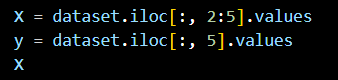 X = dataset.iloc[:, 2:5].values
y = dataset.iloc[:, 5].values
X